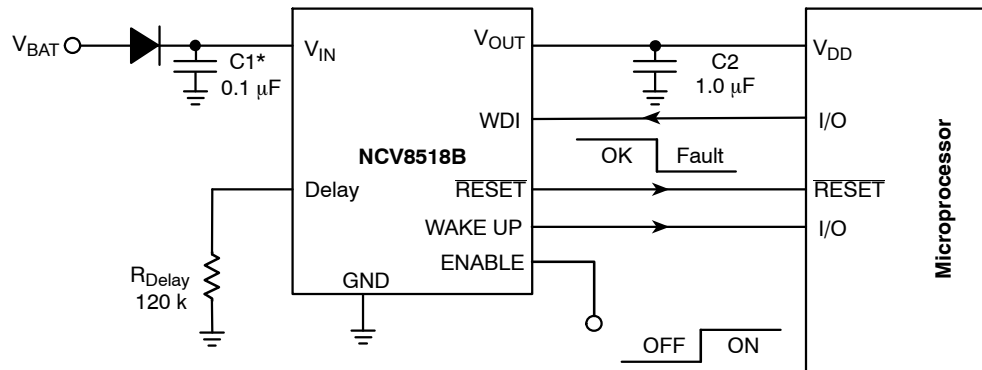 V_BAT
C1*
0.1 μF
V_IN
V_OUT
C2
1.0 μF
V_DD
WDI
I/O
NCV8518B
OK
Fault
Delay
RESET
RESET
WAKE UP
I/O
ENABLE
R_Delay
120 k
GND
OFF
ON
Microprocessor